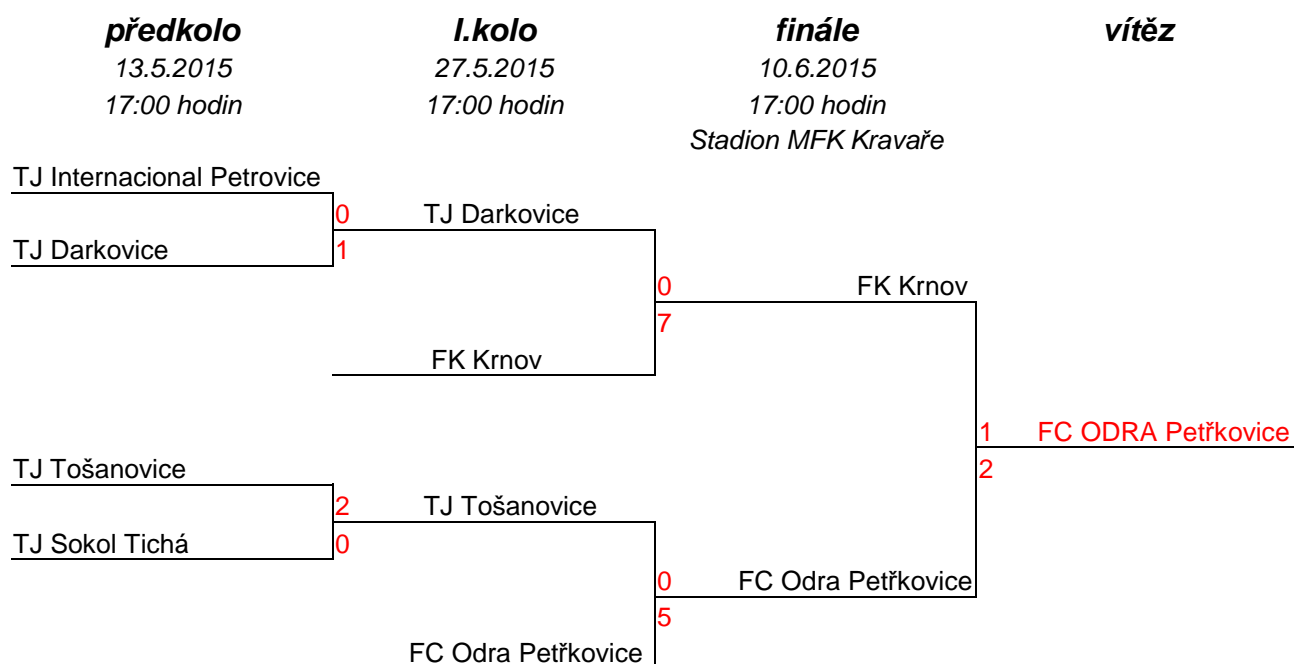 předkolo I.kolo finále vítěz
13.5.2015 27.5.2015 10.6.2015
17:00 hodin 17:00 hodin 17:00 hodin
Stadion MFK Kravaře
TJ Internacional Petrovice
0 TJ Darkovice
TJ Darkovice 1
0 FK Krnov
7
FK Krnov
1 FC ODRA Petřkovice
TJ Tošanovice 2
2 TJ Tošanovice
TJ Sokol Tichá 0
0 FC Odra Petřkovice
5
FC Odra Petřkovice